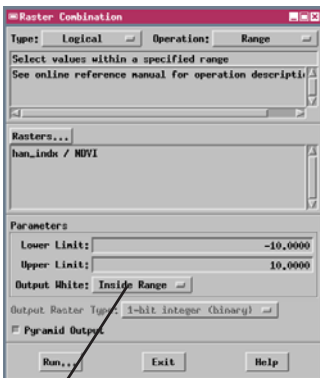 Raster Combination
Type: Logical Operation: Range
Select values within a specified range
See online reference manual for operation descripti
Rasters...
han_indx / NDVI
Parameters
Lower Limit: -10.0000
Upper Limit: 10.0000
Output White: Inside Range
Output Raster Type: 1-bit integer (binary)
Pyramid Output
Run... Exit Help